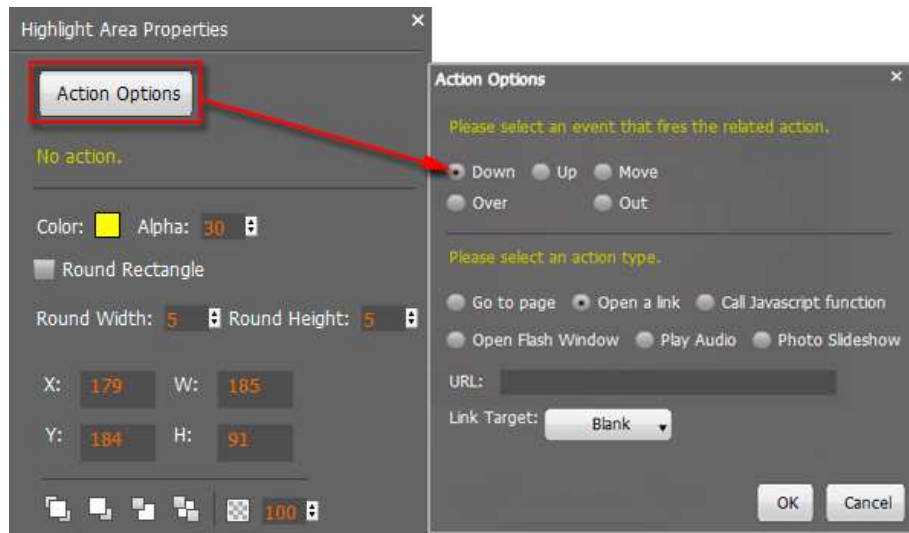 Highlight Area Properties
Action Options
No action.
Color: Alpha: 30
Round Rectangle
Round Width: 5 Round Height: 5
X: 179 W: 185
Y: 184 H: 91
100
Action Options
Please select an event that fires the related action.
Down Up Move
Over Out
Please select an action type.
Go to page Open a link Call Javascript function
Open Flash Window Play Audio Photo Slideshow
URL:
Link Target: Blank
OK Cancel